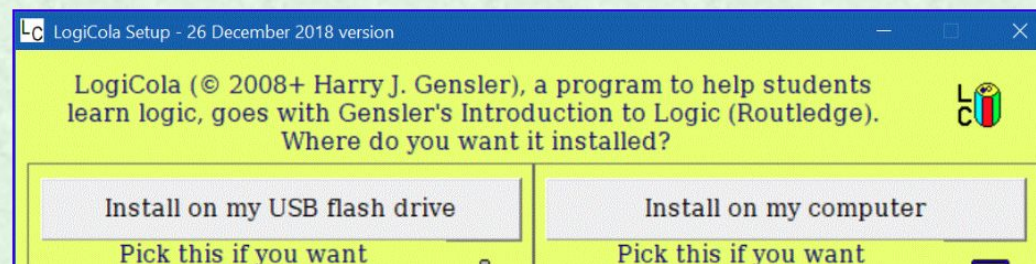 LC LogiCola Setup - 26 December 2018 version
LogiCola (© 2008+ Harry J. Gensler), a program to help students
learn logic, goes with Gensler's Introduction to Logic (Routledge).
Where do you want it installed?
LC
Install on my USB flash drive
Install on my computer
Pick this if you want
Pick this if you want